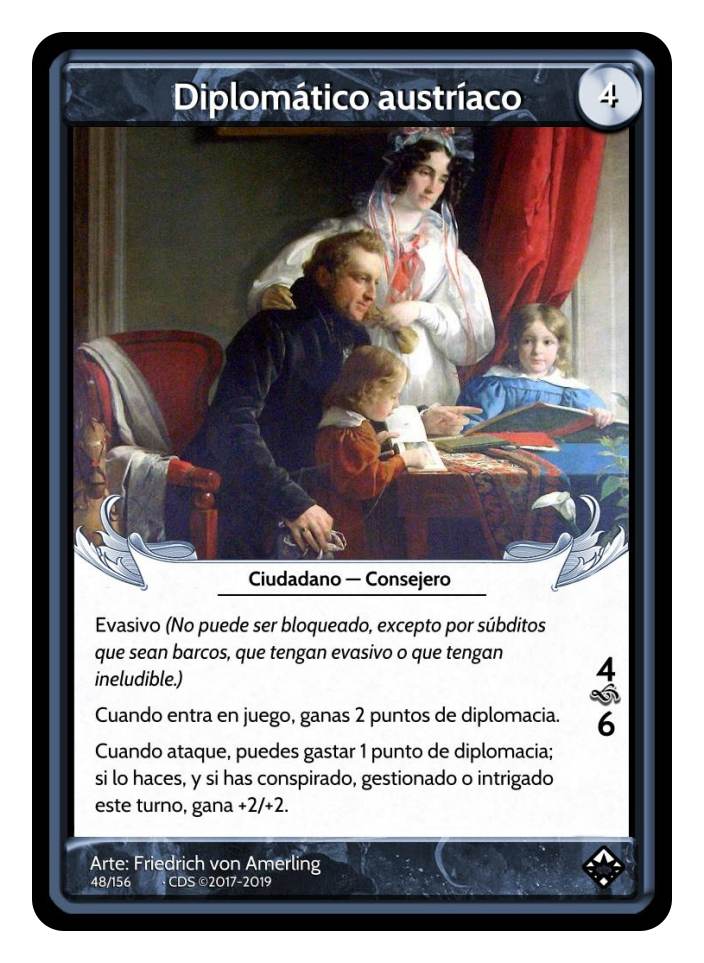 Diplomático austríaco
4
Ciudadano — Consejero
Evasivo (No puede ser bloqueado, excepto por súbditos
que sean barcos, que tengan evasivo o que tengan
ineludible.)
Cuando entra en juego, ganas 2 puntos de diplomacia.
Cuando ataque, puedes gastar 1 punto de diplomacia;
si lo haces, y si has conspirado, gestionado o intrigado
este turno, gana +2/+2.
4
6
Arte: Friedrich von Amerling
48/156 · CDS ©2017-2019